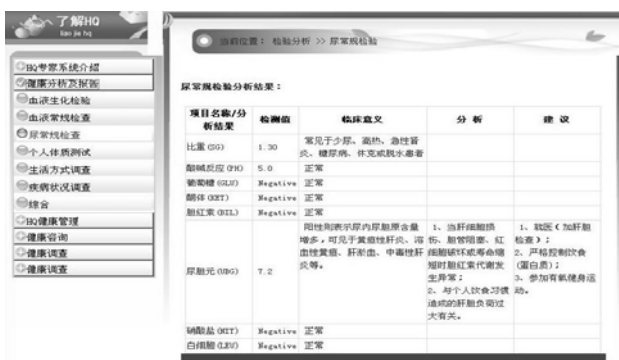 了解HQ
liao jie hq
当前位置： 检验分析 >> 尿常规检验
HQ专家系统介绍
健康分析及报告
血液生化检验
血液常规检查
尿常规检查
个人体质测试
生活方式调查
疾病状况调查
综合
HQ健康管理
健康咨询
健康调查
健康调查
尿常规检验分析结果：
项目名称/分
析结果
检测值
临床意义
分 析
建 议
比重(SG)
1.30
常见于少尿、高热、急性肾
炎、糖尿病、休克或脱水患者
酸碱反应(PH)
5.0
正常
葡萄糖(GLU)
Negative
正常
酮体(KET)
Negative
正常
胆红素(BIL)
Negative
正常
尿胆元(UBG)
7.2
阳性则表示尿内尿胆原含量
增多，可见于黄疸性肝炎、溶
血性黄疸、肝淤血、中毒性肝
炎等。
1、当肝细胞损
伤、胆管阻塞、红
细胞破坏或寿命缩
短时胆红素代谢发
生异常；
2、与个人饮食习惯
造成的肝胆负荷过
大有关。
1、就医（加肝胆
检查）；
2、严格控制饮食
(蛋白质)；
3、参加有氧健身运
动。
硝酸盐(NIT)
Negative
正常
白细胞(LEU)
Negative
正常